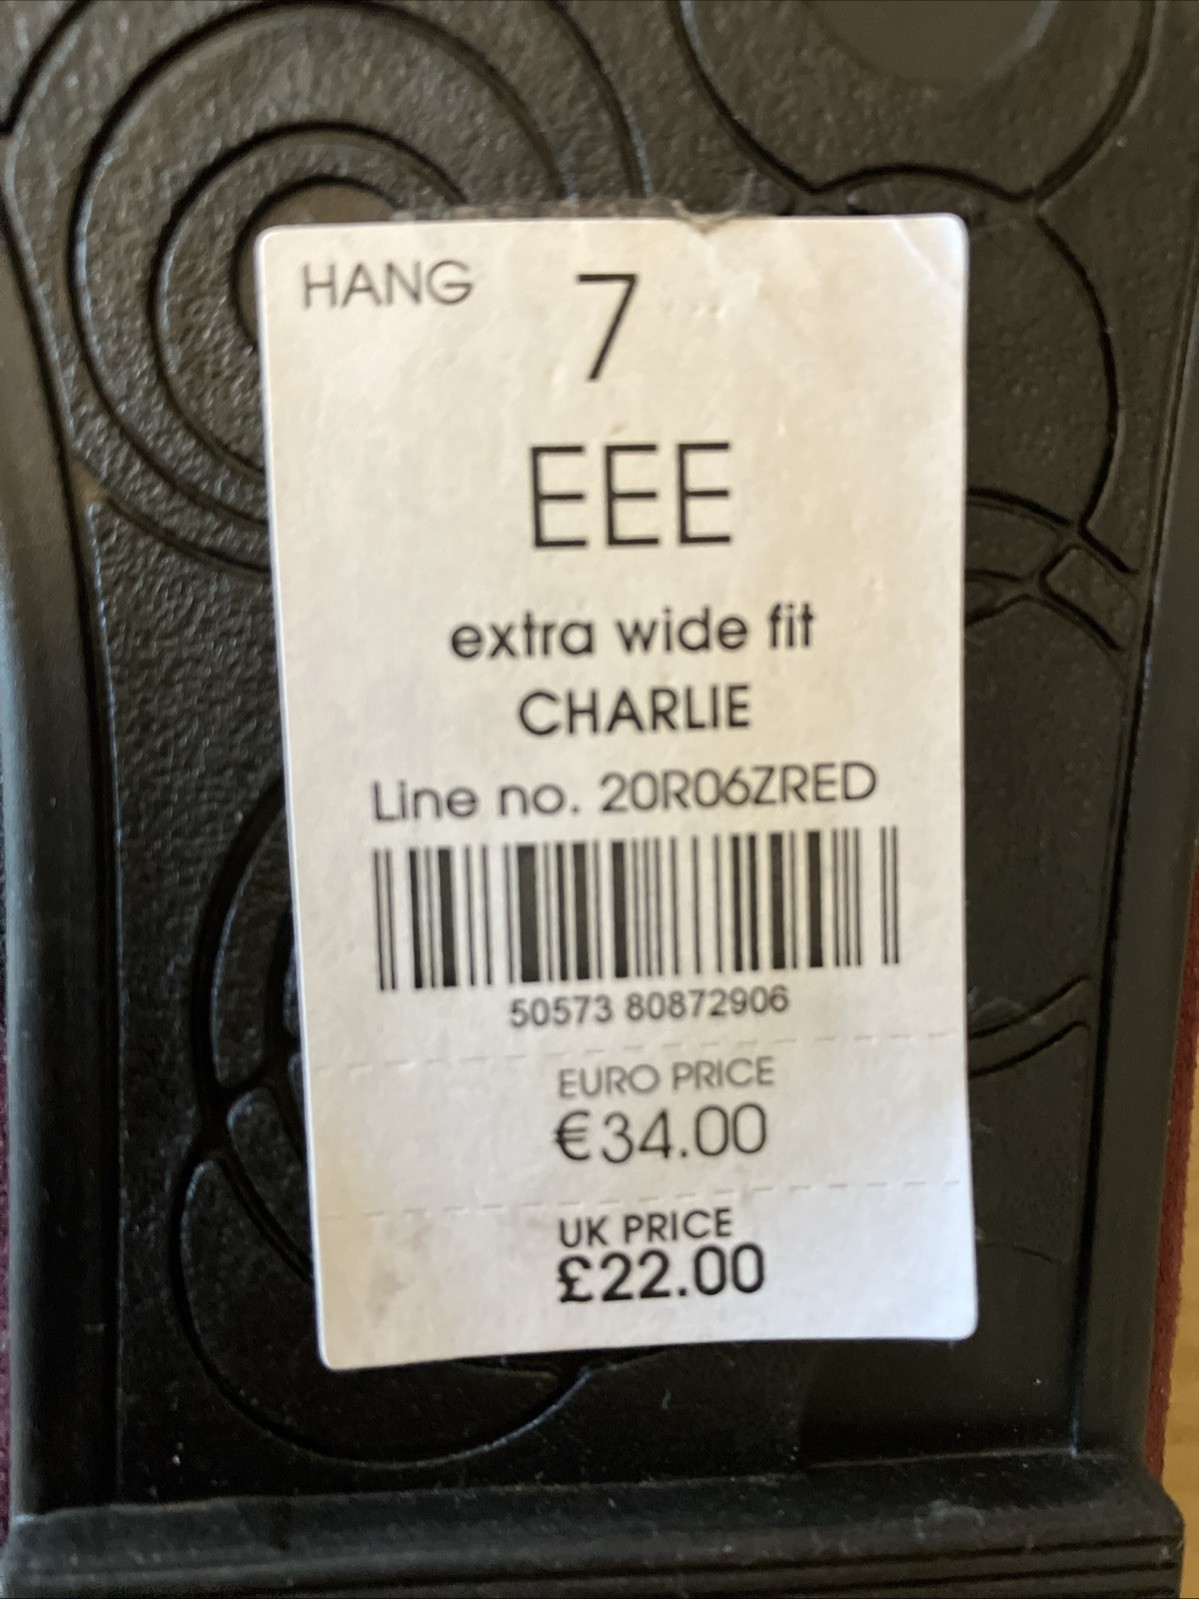 HANG 7
EEE
extra wide fit
CHARLIE
Line no. 20R06ZRED
50573 80872906
EURO PRICE
€34.00
UK PRICE
£22.00